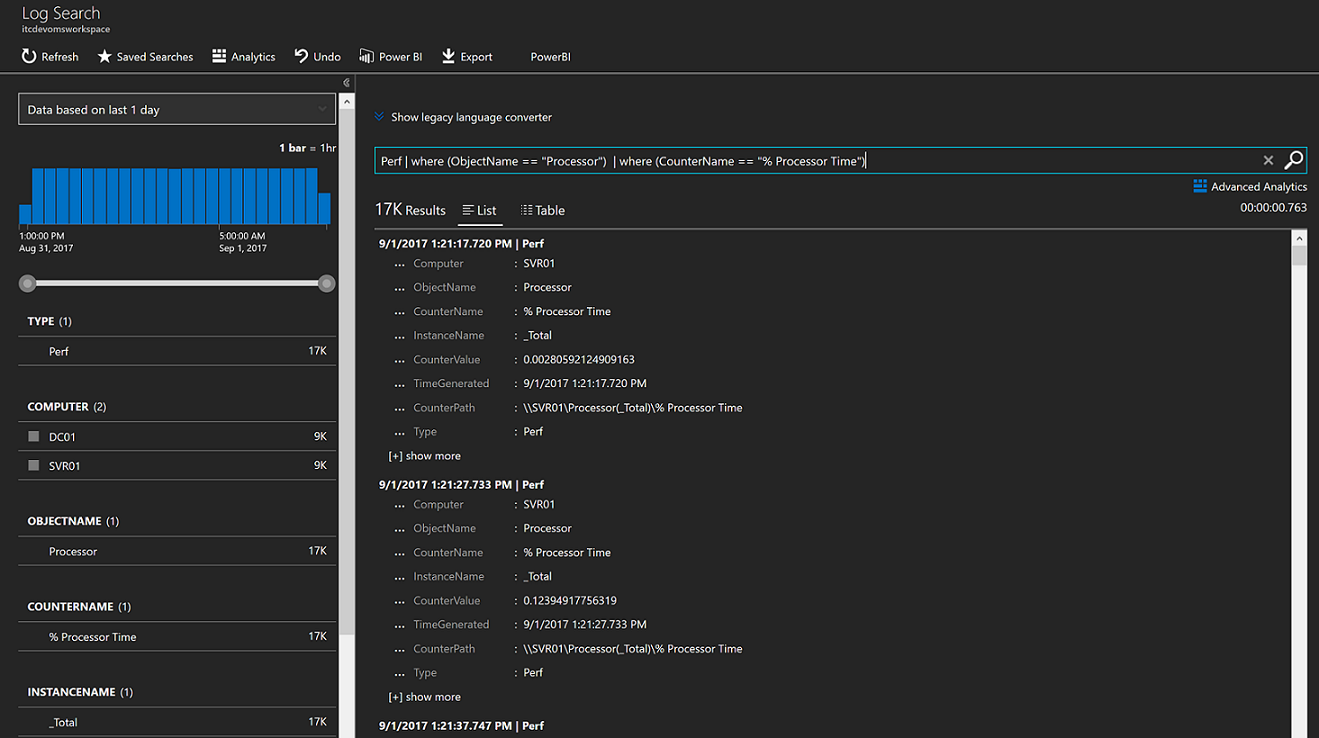 Log Search
itcdevomsworkspace
Refresh Saved Searches Analytics Undo Power BI Export PowerBI
Data based on last 1 day
1 bar = 1hr
1:00:00 PM 5:00:00 AM
Aug 31, 2017 Sep 1, 2017
TYPE (1)
Perf 17K
COMPUTER (2)
DC01 9K
SVR01 9K
OBJECTNAME (1)
Processor 17K
COUNTERNAME (1)
% Processor Time 17K
INSTANCENAME (1)
_Total 17K
Show legacy language converter
Perf | where (ObjectName == "Processor") | where (CounterName == "% Processor Time")
Advanced Analytics
17K Results List Table 00:00:00.763
9/1/2017 1:21:17.720 PM | Perf
... Computer : SVR01
... ObjectName : Processor
... CounterName : % Processor Time
... InstanceName : _Total
... CounterValue : 0.00280592124909163
... TimeGenerated : 9/1/2017 1:21:17.720 PM
... CounterPath : \\SVR01\Processor(_Total)\% Processor Time
... Type : Perf
[+] show more
9/1/2017 1:21:27.733 PM | Perf
... Computer : SVR01
... ObjectName : Processor
... CounterName : % Processor Time
... InstanceName : _Total
... CounterValue : 0.12394917756319
... TimeGenerated : 9/1/2017 1:21:27.733 PM
... CounterPath : \\SVR01\Processor(_Total)\% Processor Time
... Type : Perf
[+] show more
9/1/2017 1:21:37.747 PM | Perf